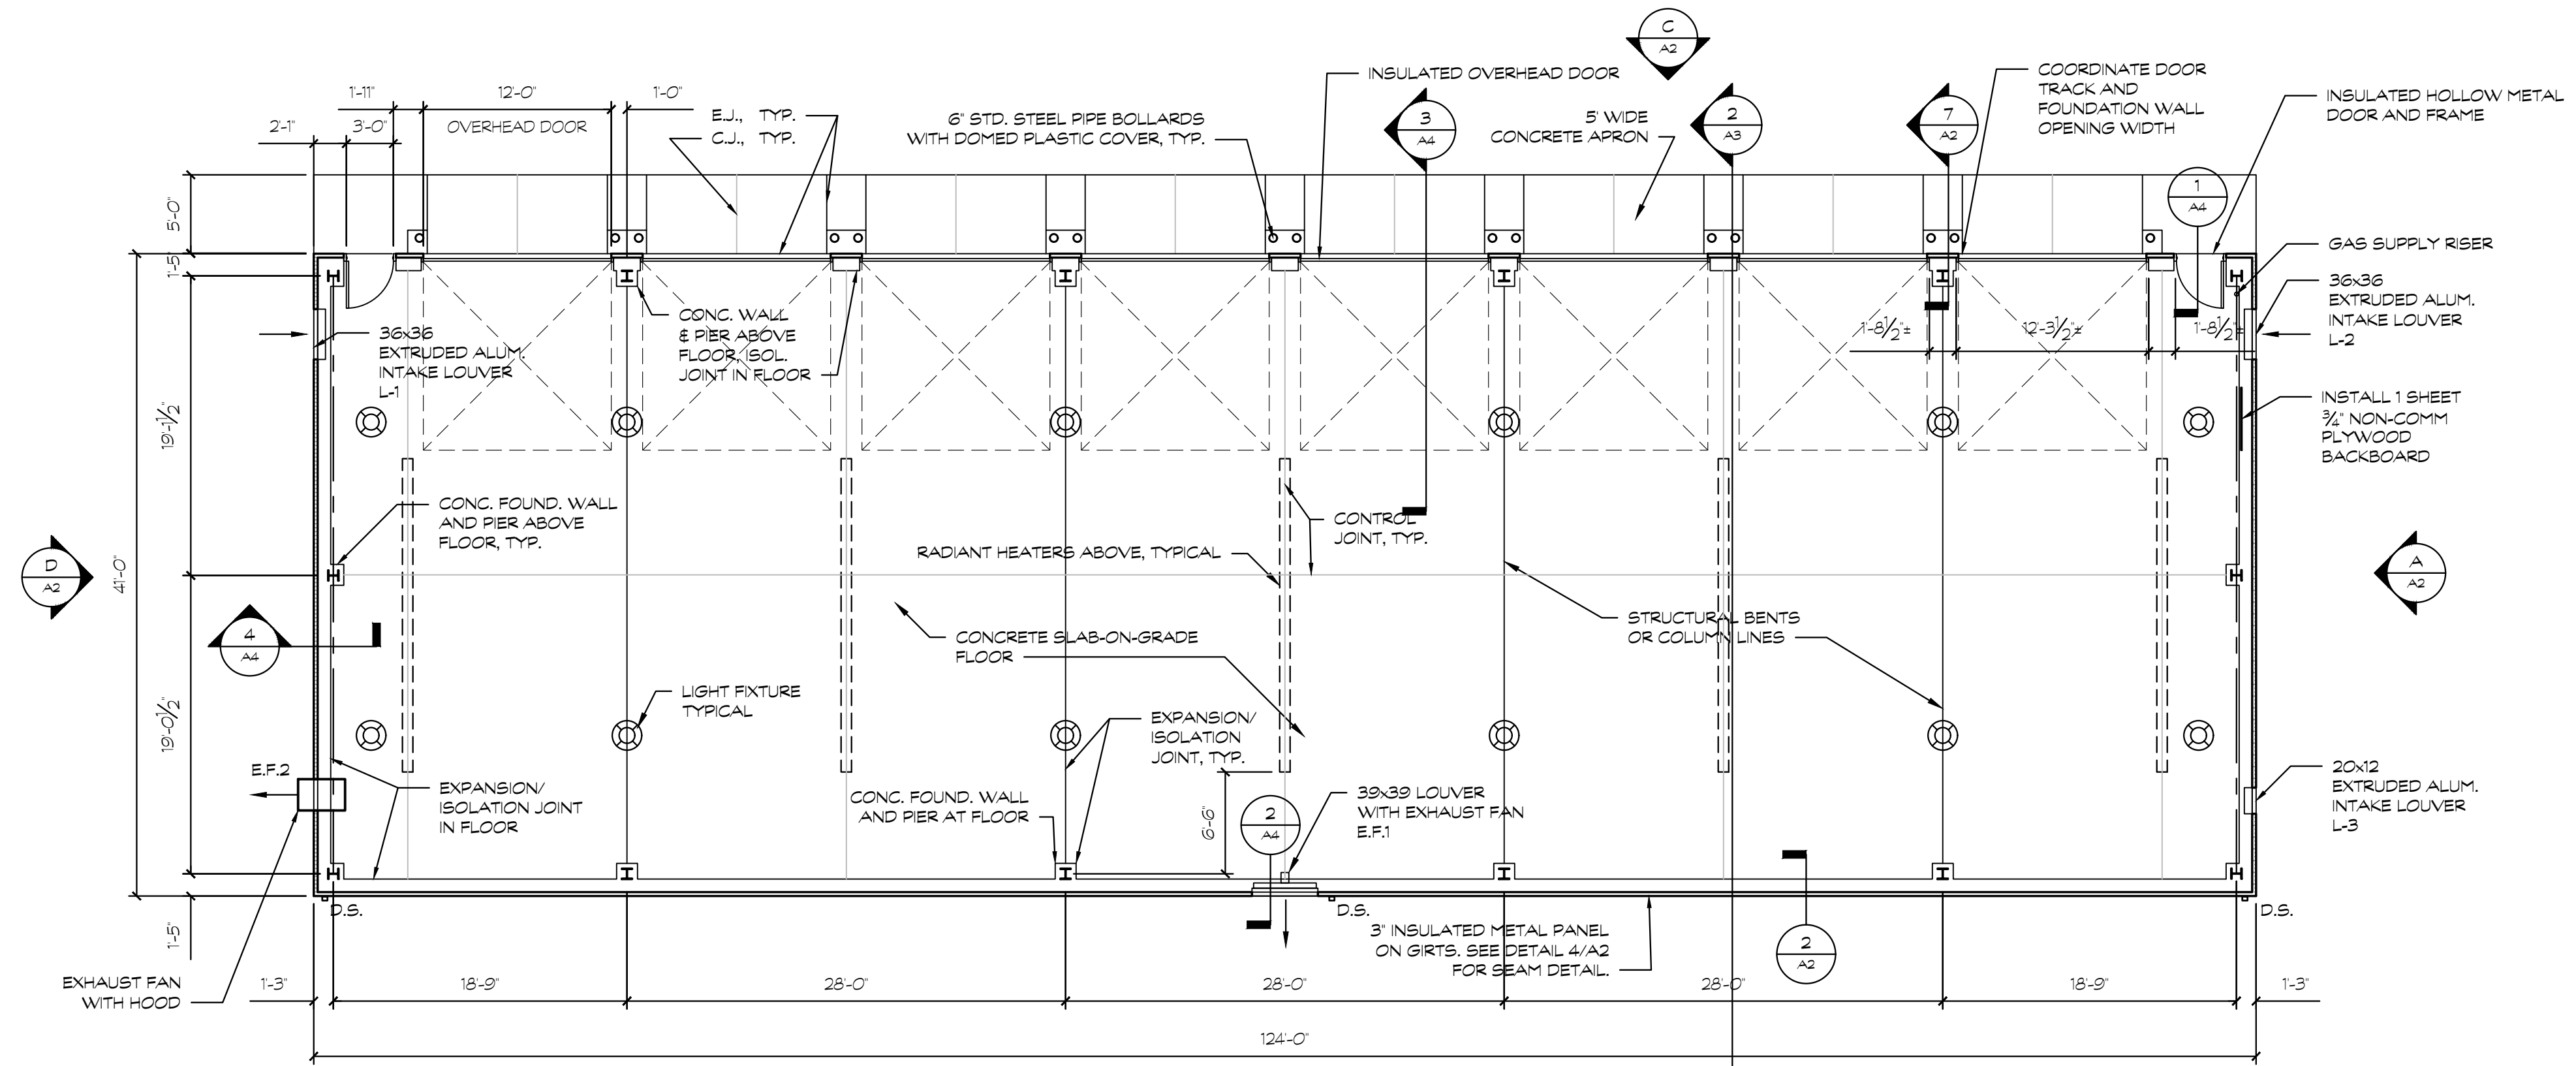 C
A2
INSULATED OVERHEAD DOOR
COORDINATE DOOR
TRACK AND
FOUNDATION WALL
OPENING WIDTH
INSULATED HOLLOW METAL
DOOR AND FRAME
1'-11"
12'-0"
1'-0"
2'-1"
3'-0"
OVERHEAD DOOR
E.J., TYP.
C.J., TYP.
6" STD. STEEL PIPE BOLLARDS
WITH DOMED PLASTIC COVER, TYP.
3
A4
5' WIDE
CONCRETE APRON
2
A3
7
A2
1
A4
5'-0"
1'-5"
GAS SUPPLY RISER
36x36
EXTRUDED ALUM.
INTAKE LOUVER
L-2
36x36
EXTRUDED ALUM.
INTAKE LOUVER
L-1
CONC. WALL
& PIER ABOVE
FLOOR, ISOL.
JOINT IN FLOOR
1'-8½"±
12'-3½"±
1'-8½"±
INSTALL 1 SHEET
¾" NON-COMM
PLYWOOD
BACKBOARD
19'-1½"
CONC. FOUND. WALL
AND PIER ABOVE
FLOOR, TYP.
CONTROL
JOINT, TYP.
RADIANT HEATERS ABOVE, TYPICAL
D
A2
41'-0"
A
A2
4
A4
CONCRETE SLAB-ON-GRADE
FLOOR
STRUCTURAL BENTS
OR COLUMN LINES
LIGHT FIXTURE
TYPICAL
19'-0½"
EXPANSION/
ISOLATION
JOINT, TYP.
E.F.2
EXPANSION/
ISOLATION JOINT
IN FLOOR
CONC. FOUND. WALL
AND PIER AT FLOOR
6'-6"
2
A4
39x39 LOUVER
WITH EXHAUST FAN
E.F.1
20x12
EXTRUDED ALUM.
INTAKE LOUVER
L-3
D.S.
D.S.
D.S.
1'-5"
3" INSULATED METAL PANEL
ON GIRTS. SEE DETAIL 4/A2
FOR SEAM DETAIL.
2
A2
EXHAUST FAN
WITH HOOD
1'-3"
18'-9"
28'-0"
28'-0"
28'-0"
18'-9"
1'-3"
124'-0"